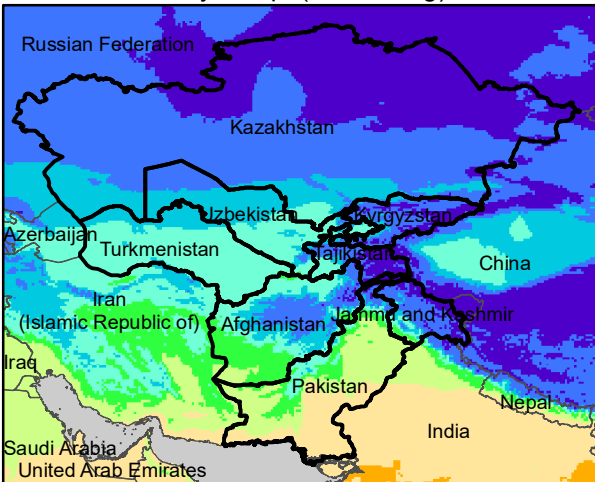 Russian Federation
Kazakhstan
Uzbekistan
Kyrgyzstan
Azerbaijan
Turkmenistan
Tajikistan
China
Iran
(Islamic Republic of)
Afghanistan
Jammu and Kashmir
Iraq
Pakistan
Nepal
India
Saudi Arabia
United Arab Emirates